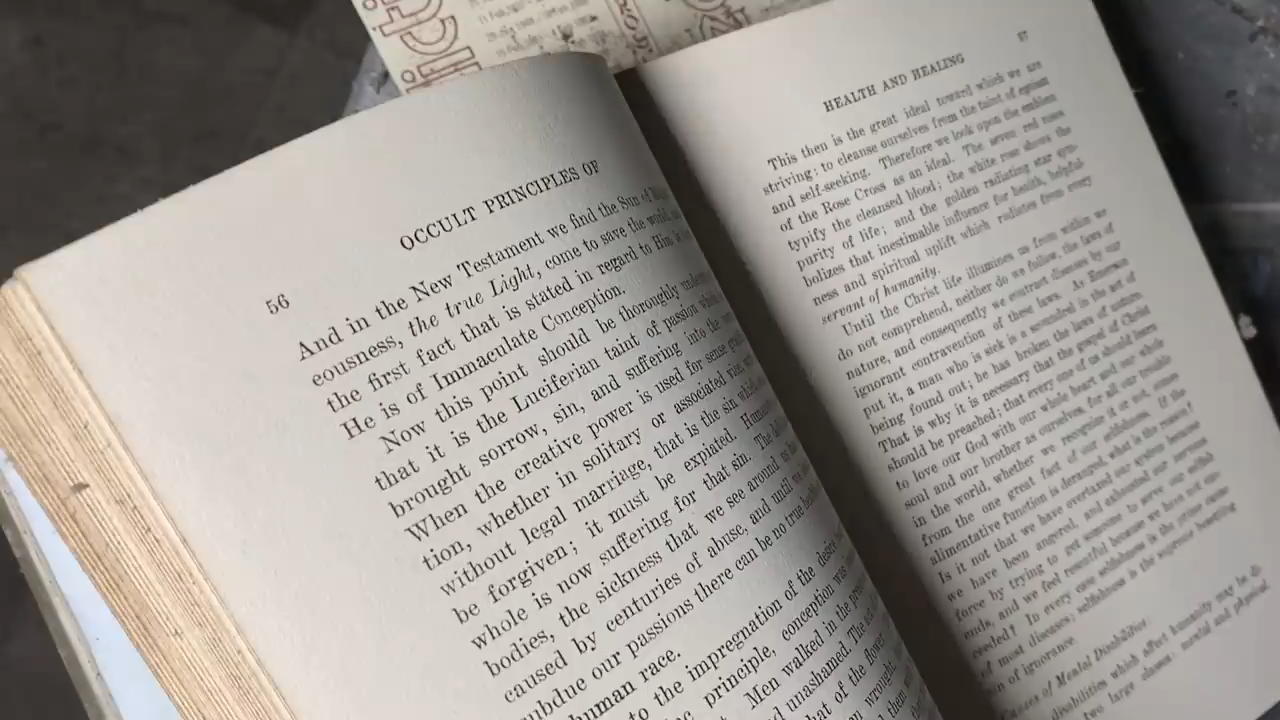 56
OCCULT PRINCIPLES OF
And in the New Testament we find the Sun of
eousness, the true Light, come to save the world,
the first fact that is stated in regard to Him is
He is of Immaculate Conception.
Now this point should be thoroughly
that it is the Luciferian taint of passion
brought sorrow, sin, and suffering into the
When the creative power is used for sense
tion, whether in solitary or associated
without legal marriage, that is the sin
be forgiven; it must be expiated.
whole is now suffering for that sin. The
bodies, the sickness that we see around us
caused by centuries of abuse, and until
subdue our passions there can be no true
human race.
to the impregnation of the
principle, conception was
Men walked in the
unashamed. The
that of the flower
wrought
HEALTH AND HEALING
57
This then is the great ideal toward which we are
striving: to cleanse ourselves from the taint of egoism
and self-seeking. Therefore we look upon the emblem
of the Rose Cross as an ideal. The seven red roses
typify the cleansed blood; the white rose shows the
purity of life; and the golden radiating star sym-
bolizes that inestimable influence for health, helpful-
ness and spiritual uplift which radiates from every
servant of humanity.
Until the Christ life illumines us from within we
do not comprehend, neither do we follow, the laws of
nature, and consequently we contract diseases by our
ignorant contravention of these laws. As Emerson
put it, a man who is sick is a scoundrel in the act of
being found out; he has broken the laws of nature.
That is why it is necessary that the gospel of Christ
should be preached; that every one of us should learn
to love our God with our whole heart and our whole
soul and our brother as ourselves, for all our trouble
in the world, whether we recognize it or not, comes
from the one great fact of our selfishness. If the
alimentative function is deranged, what is the reason?
Is it not that we have overtaxed our system because
we have been angered, and exhausted our nervous
force by trying to get someone to serve our selfish
ends, and we feel resentful because we have not suc-
ceeded? In every case selfishness is the prime cause
of most diseases; selfishness is the supreme besetting
sin of ignorance.
Causes of Mental Disabilities:
disabilities which affect humanity may be di-
two large classes: mental and physical